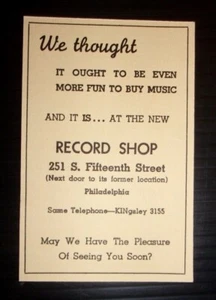 We thought
IT OUGHT TO BE EVEN
MORE FUN TO BUY MUSIC
AND IT IS... AT THE NEW
RECORD SHOP
251 S. Fifteenth Street
(Next door to its former location)
Philadelphia
Same Telephone—KINgsley 3155
May We Have The Pleasure
Of Seeing You Soon?